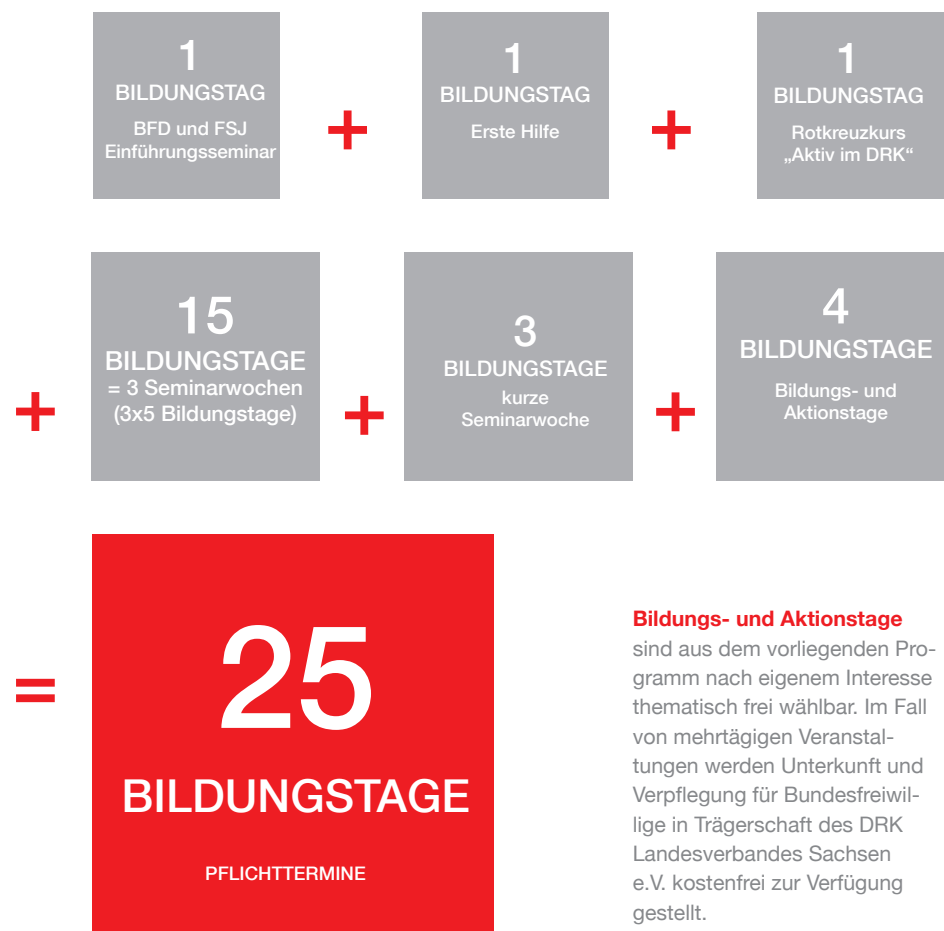 1
BILDUNGSTAG
BFD und FSJ
Einführungsseminar
+
1
BILDUNGSTAG
Erste Hilfe
+
1
BILDUNGSTAG
Rotkreuzkurs
„Aktiv im DRK“
+
15
BILDUNGSTAGE
= 3 Seminarwochen
(3x5 Bildungstage)
+
3
BILDUNGSTAGE
kurze
Seminarwoche
+
4
BILDUNGSTAGE
Bildungs- und
Aktionstage
=
25
BILDUNGSTAGE
PFLICHTTERMINE
Bildungs- und Aktionstage
sind aus dem vorliegenden Pro-
gramm nach eigenem Interesse
thematisch frei wählbar. Im Fall
von mehrtägigen Veranstal-
tungen werden Unterkunft und
Verpflegung für Bundesfreiwil-
lige in Trägerschaft des DRK
Landesverbandes Sachsen
e.V. kostenfrei zur Verfügung
gestellt.